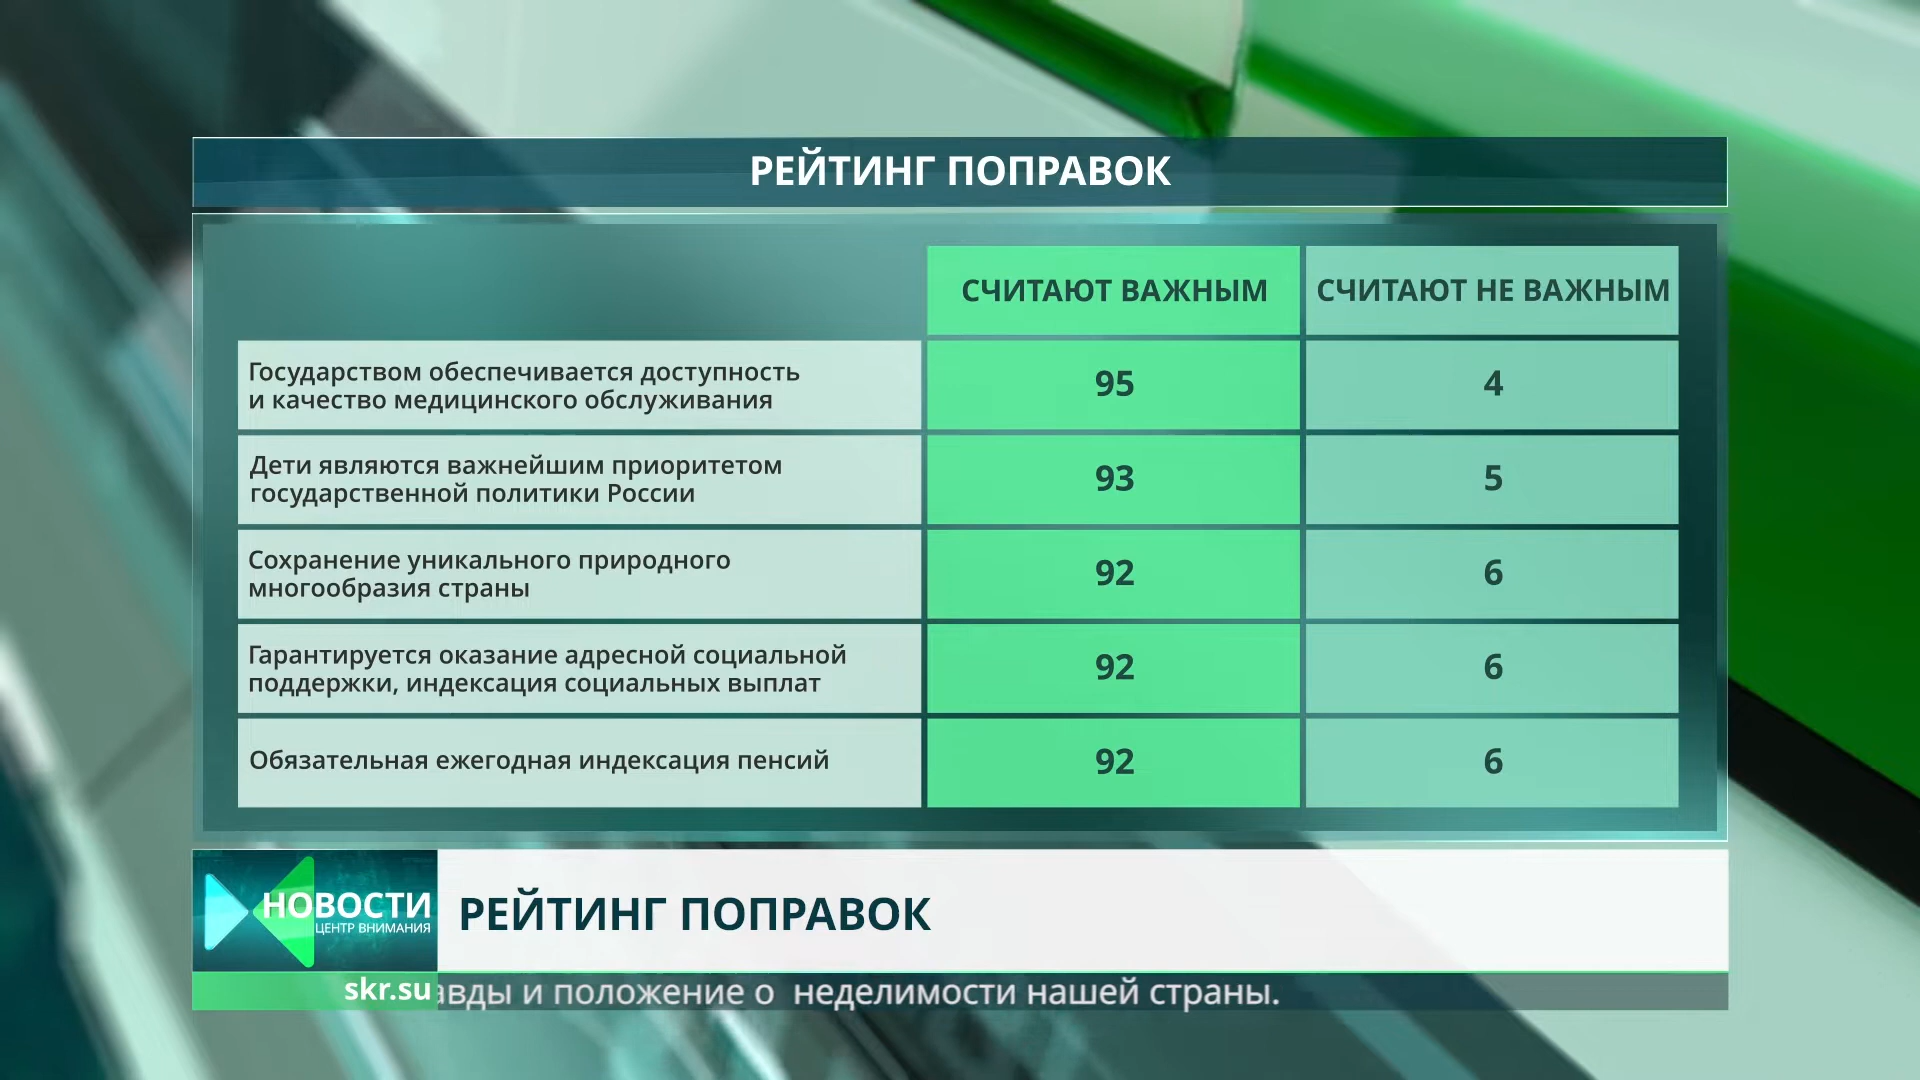 РЕЙТИНГ ПОПРАВОК
СЧИТАЮТ ВАЖНЫМ
СЧИТАЮТ НЕ ВАЖНЫМ
Государством обеспечивается доступность
и качество медицинского обслуживания
95
4
Дети являются важнейшим приоритетом
государственной политики России
93
5
Сохранение уникального природного
многообразия страны
92
6
Гарантируется оказание адресной социальной
поддержки, индексация социальных выплат
92
6
Обязательная ежегодная индексация пенсий
92
6
НОВОСТИ
ЦЕНТР ВНИМАНИЯ
РЕЙТИНГ ПОПРАВОК
skr.su
и положение о неделимости нашей страны.